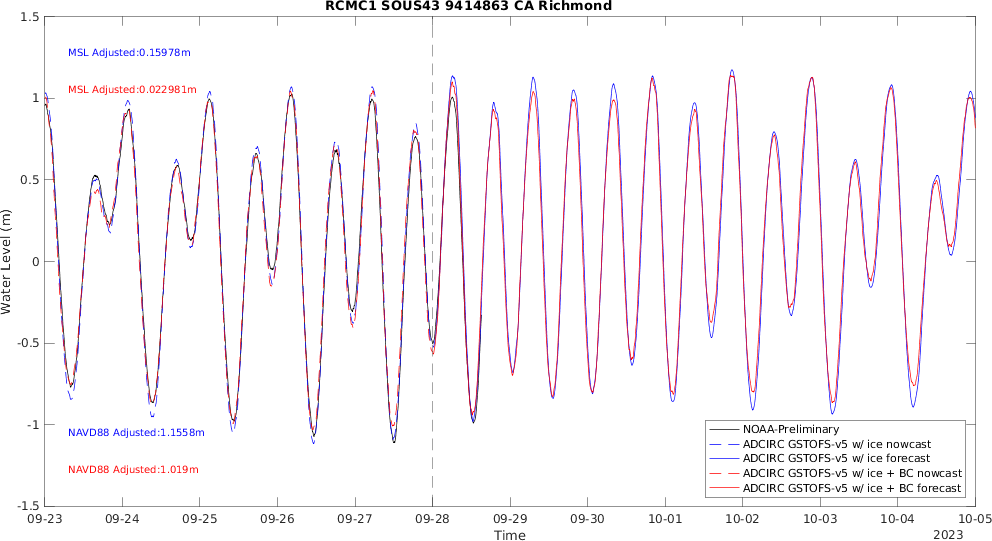 RCMC1 SOUS43 9414863 CA Richmond
1.5
1
0.5
0
-0.5
-1
-1.5
Water Level (m)
MSL Adjusted:0.15978m
MSL Adjusted:0.022981m
NAVD88 Adjusted:1.1558m
NAVD88 Adjusted:1.019m
NOAA-Preliminary
ADCIRC GSTOFS-v5 w/ ice nowcast
ADCIRC GSTOFS-v5 w/ ice forecast
ADCIRC GSTOFS-v5 w/ ice + BC nowcast
ADCIRC GSTOFS-v5 w/ ice + BC forecast
09-23 09-24 09-25 09-26 09-27 09-28 09-29 09-30 10-01 10-02 10-03 10-04 10-05
Time
2023